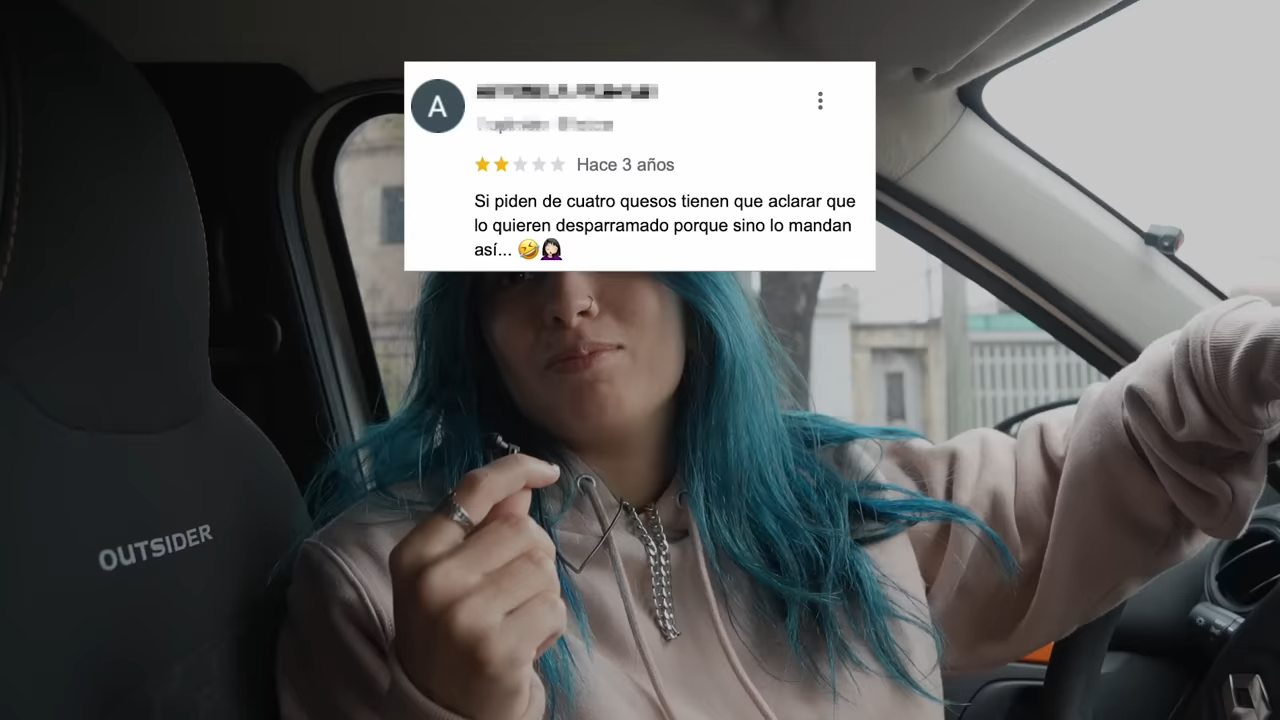 A
Hace 3 años
Si piden de cuatro quesos tienen que aclarar que
lo quieren desparramado porque sino lo mandan
así... 🤣🤦🏻‍♀️
OUTSIDER